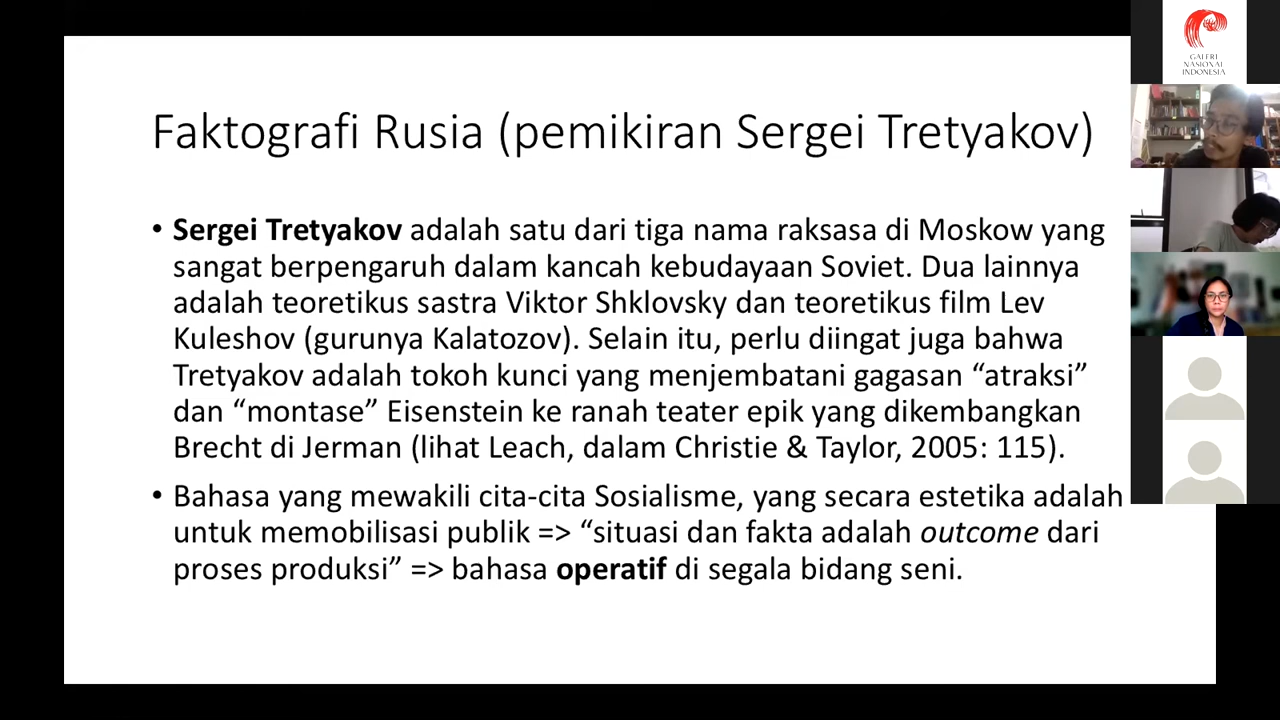 Faktografi Rusia (pemikiran Sergei Tretyakov)
• Sergei Tretyakov adalah satu dari tiga nama raksasa di Moskow yang
sangat berpengaruh dalam kancah kebudayaan Soviet. Dua lainnya
adalah teoretikus sastra Viktor Shklovsky dan teoretikus film Lev
Kuleshov (gurunya Kalatozov). Selain itu, perlu diingat juga bahwa
Tretyakov adalah tokoh kunci yang menjembatani gagasan “atraksi”
dan “montase” Eisenstein ke ranah teater epik yang dikembangkan
Brecht di Jerman (lihat Leach, dalam Christie & Taylor, 2005: 115).
• Bahasa yang mewakili cita-cita Sosialisme, yang secara estetika adalah
untuk memobilisasi publik => “situasi dan fakta adalah outcome dari
proses produksi” => bahasa operatif di segala bidang seni.
GALERI
NASIONAL
INDONESIA